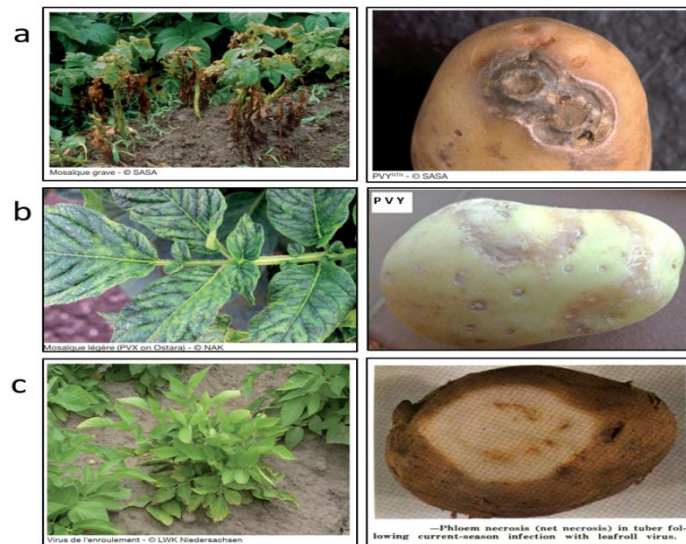 a
Mosaïque grave - © SASA
PVYᴺᵀᴺ - © SASA
b
PVY
Mosaïque légère (PVX on Ostara) - © NAK
c
Virus de l'enroulement - © LWK Niedersachsen
—Phloem necrosis (net necrosis) in tuber fol-
lowing current-season infection with leafroll virus.